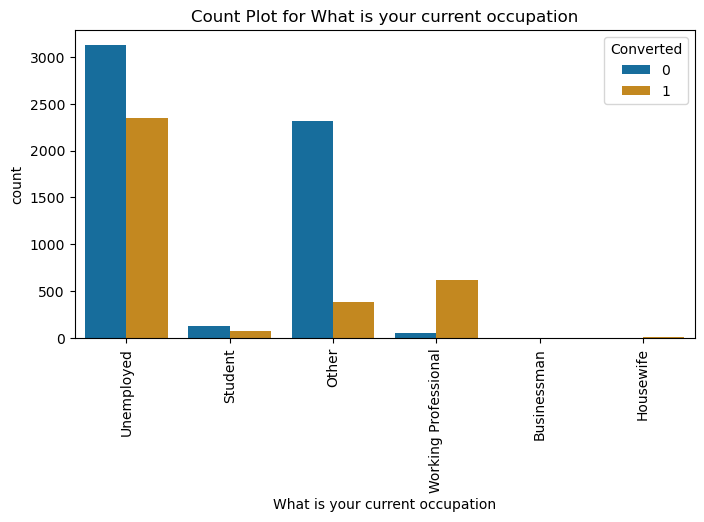 Count Plot for What is your current occupation
Converted
0
1
count
3000
2500
2000
1500
1000
500
0
Unemployed
Student
Other
Working Professional
Businessman
Housewife
What is your current occupation